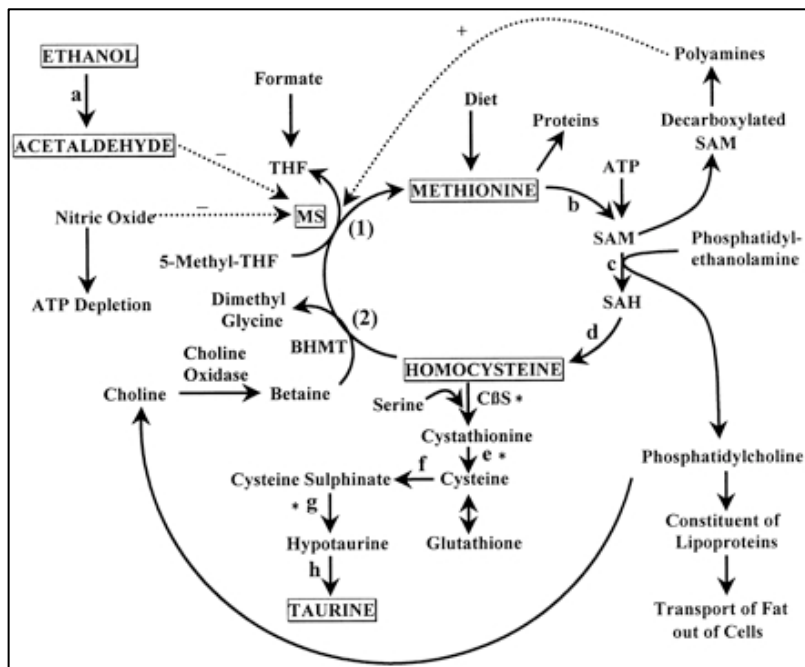 ETHANOL
a
ACETALDEHYDE
–
Nitric Oxide
–
ATP Depletion
Formate
THF
MS
(1)
5-Methyl-THF
+
Diet
Proteins
METHIONINE
b
ATP
Polyamines
Decarboxylated
SAM
SAM
c
Phosphatidyl-
ethanolamine
SAH
d
Dimethyl
Glycine
(2)
BHMT
HOMOCYSTEINE
Choline
Choline
Oxidase
Betaine
Serine
CßS *
Cystathionine
e *
Cysteine
f
Cysteine Sulphinate
* g
Hypotaurine
Glutathione
h
TAURINE
Phosphatidylcholine
Constituent of
Lipoproteins
Transport of Fat
out of Cells